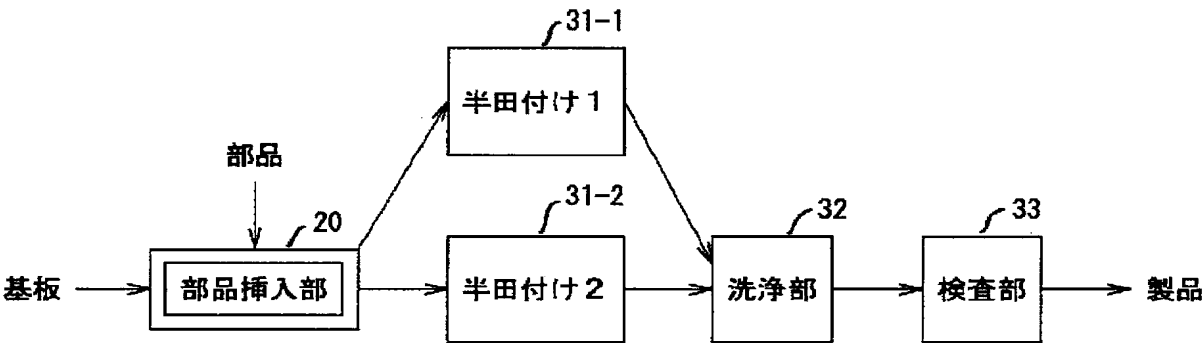 31-1
半田付け1
部品
31-2
20
32
33
基板
部品挿入部
半田付け2
洗浄部
検査部
製品